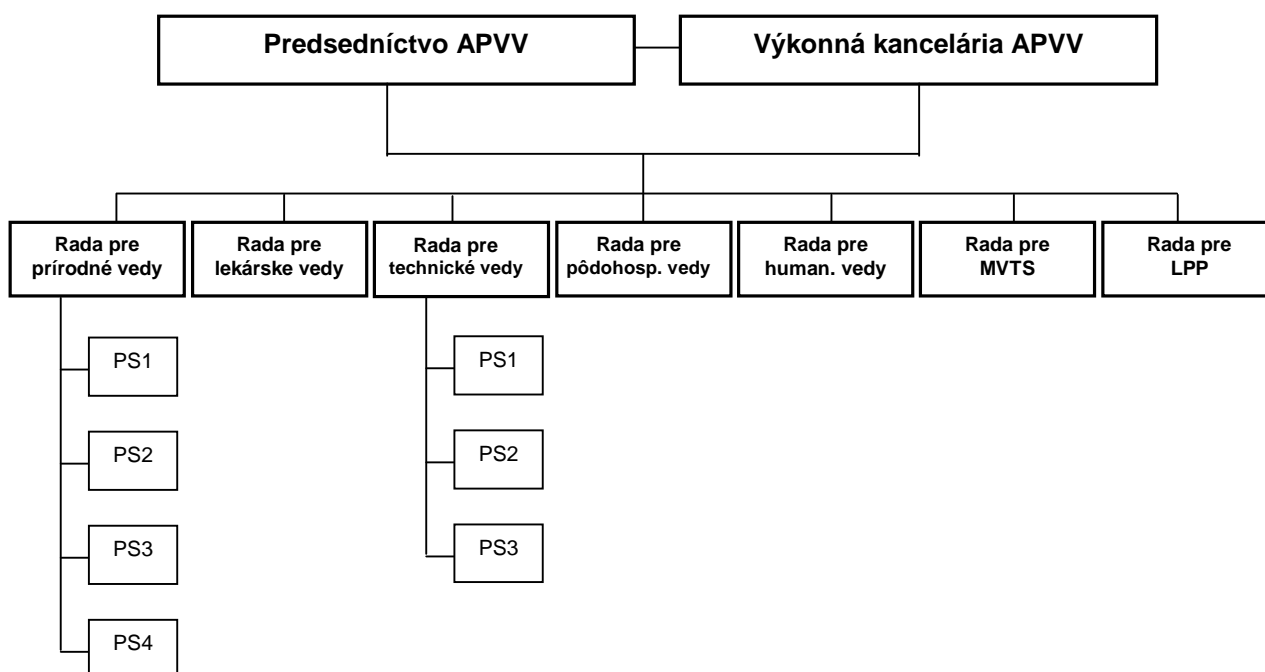 Predsedníctvo APVV
Výkonná kancelária APVV
Rada pre
prírodné vedy
Rada pre
lekárske vedy
Rada pre
technické vedy
Rada pre
pôdohosp. vedy
Rada pre
human. vedy
Rada pre
MVTS
Rada pre
LPP
PS1
PS2
PS3
PS4
PS1
PS2
PS3